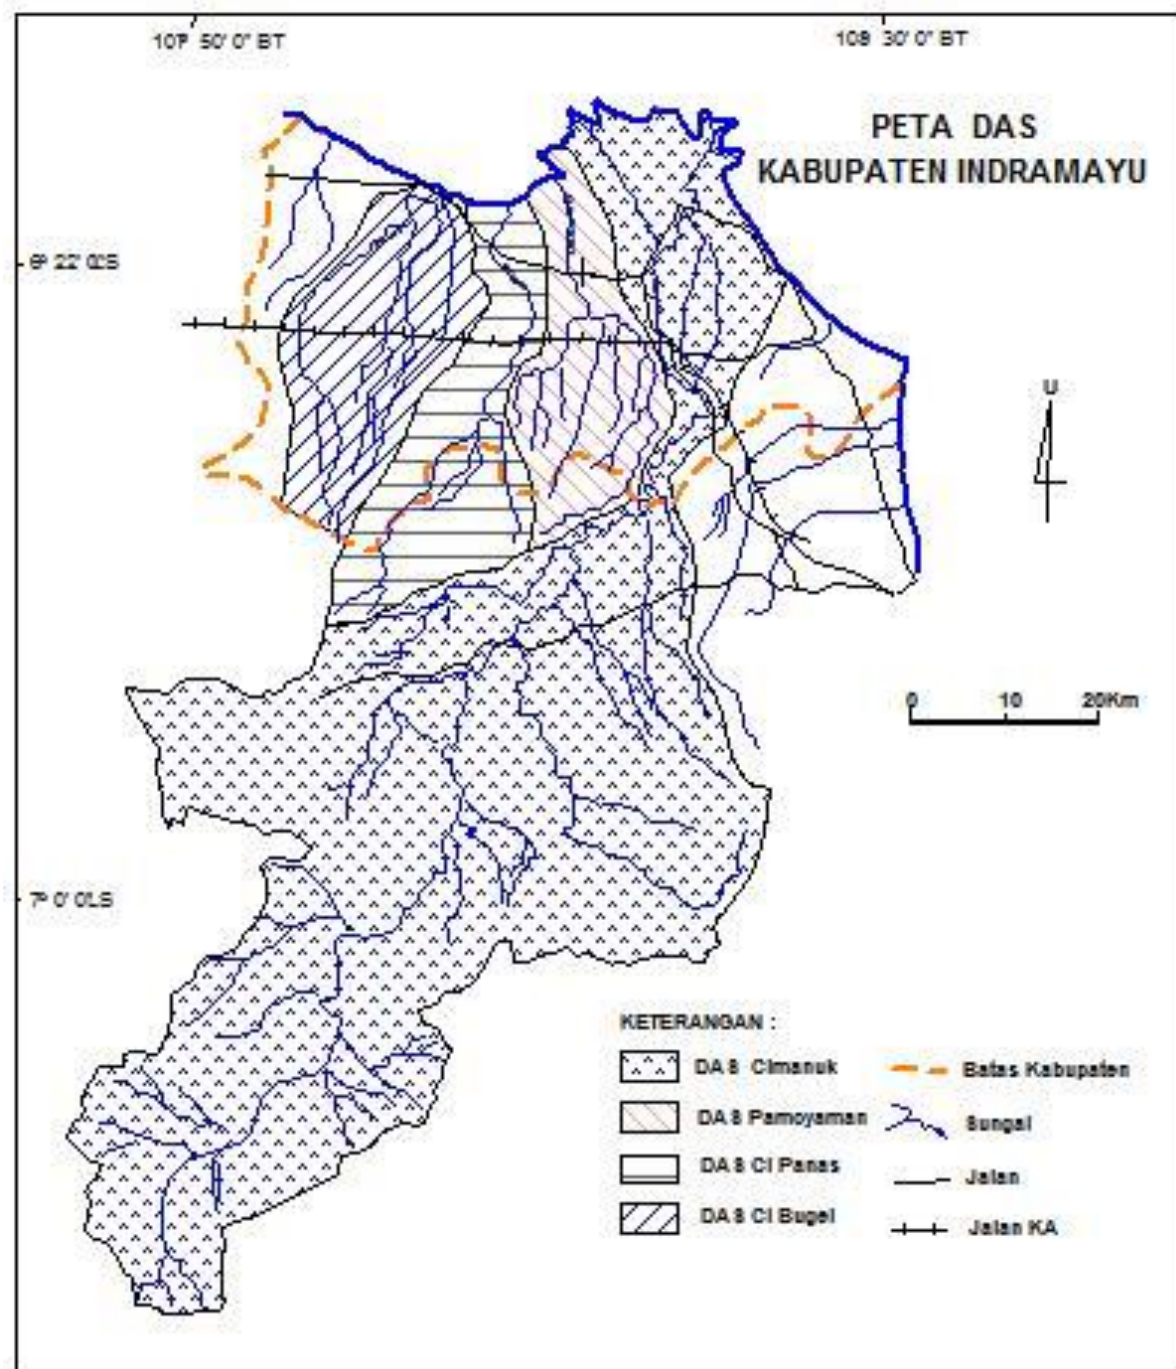 107° 50' 0" BT
108° 30' 0" BT
PETA DAS
KABUPATEN INDRAMAYU
6° 22' 0"LS
U
0 10 20Km
7° 0' 0"LS
KETERANGAN :
DAS Cimanuk
DAS Pamoyaman
DAS CI Panas
DAS CI Bugel
Batas Kabupaten
Sungai
Jalan
Jalan KA